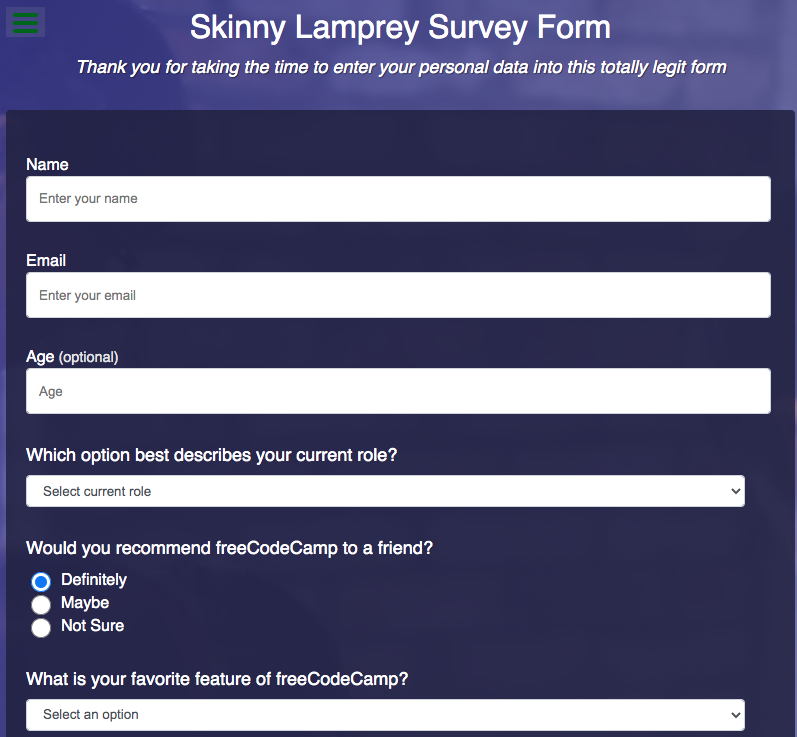 Skinny Lamprey Survey Form
Thank you for taking the time to enter your personal data into this totally legit form
Name
Enter your name
Email
Enter your email
Age (optional)
Age
Which option best describes your current role?
Select current role
Would you recommend freeCodeCamp to a friend?
Definitely
Maybe
Not Sure
What is your favorite feature of freeCodeCamp?
Select an option